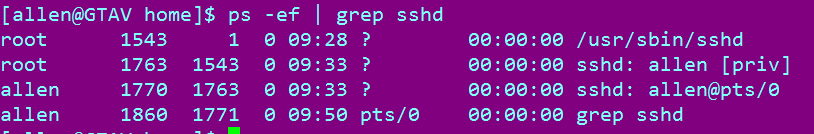 [allen@GTAV home]$ ps -ef | grep sshd
root 1543 1 0 09:28 ? 00:00:00 /usr/sbin/sshd
root 1763 1543 0 09:33 ? 00:00:00 sshd: allen [priv]
allen 1770 1763 0 09:33 ? 00:00:00 sshd: allen@pts/0
allen 1860 1771 0 09:50 pts/0 00:00:00 grep sshd